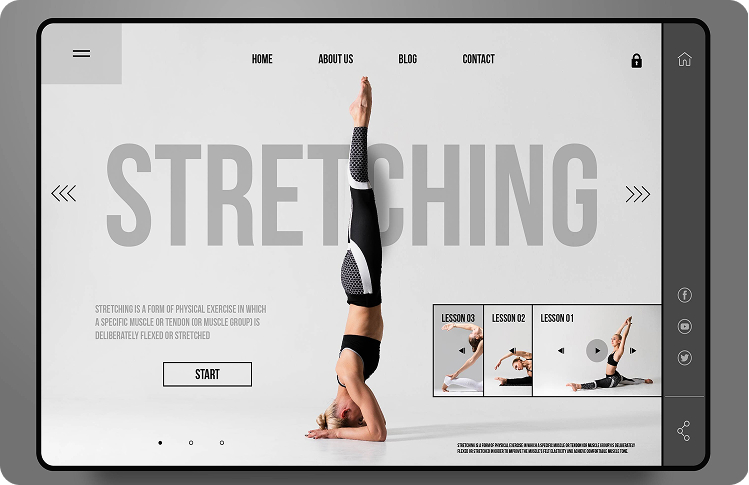 HOME ABOUT US BLOG CONTACT
STRETCHING
STRETCHING IS A FORM OF PHYSICAL EXERCISE IN WHICH
A SPECIFIC MUSCLE OR TENDON (OR MUSCLE GROUP) IS
DELIBERATELY FLEXED OR STRETCHED
START
LESSON 03 LESSON 02 LESSON 01
STRETCHING IS A FORM OF PHYSICAL EXERCISE IN WHICH A SPECIFIC MUSCLE OR TENDON (OR MUSCLE GROUP) IS DELIBERATELY
FLEXED OR STRETCHED IN ORDER TO IMPROVE THE MUSCLE'S FELT ELASTICITY AND ACHIEVE COMFORTABLE MUSCLE TONE.